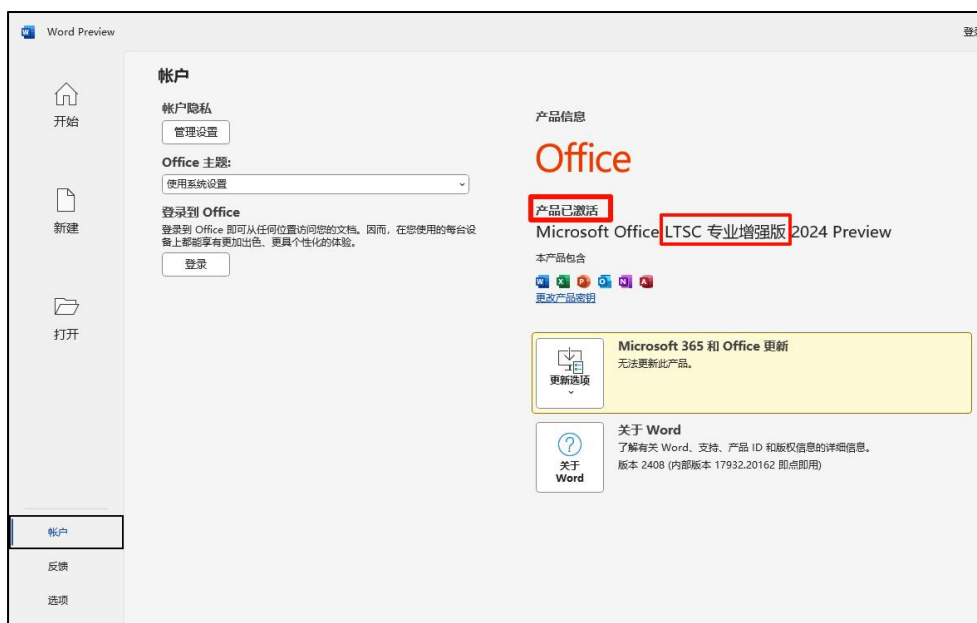 Word Preview
登录
开始
新建
打开
帐户
反馈
选项
帐户
帐户隐私
管理设置
Office 主题:
使用系统设置
登录到 Office
登录到 Office 即可从任何位置访问您的文档。因而，在您使用的每台设
备上都能享有更加出色、更具个性化的体验。
登录
产品信息
Office
产品已激活
Microsoft Office LTSC 专业增强版 2024 Preview
本产品包含
更改产品密钥
更新选项
Microsoft 365 和 Office 更新
无法更新此产品。
关于
Word
关于 Word
了解有关 Word、支持、产品 ID 和版权信息的详细信息。
版本 2408 (内部版本 17932.20162 即点即用)